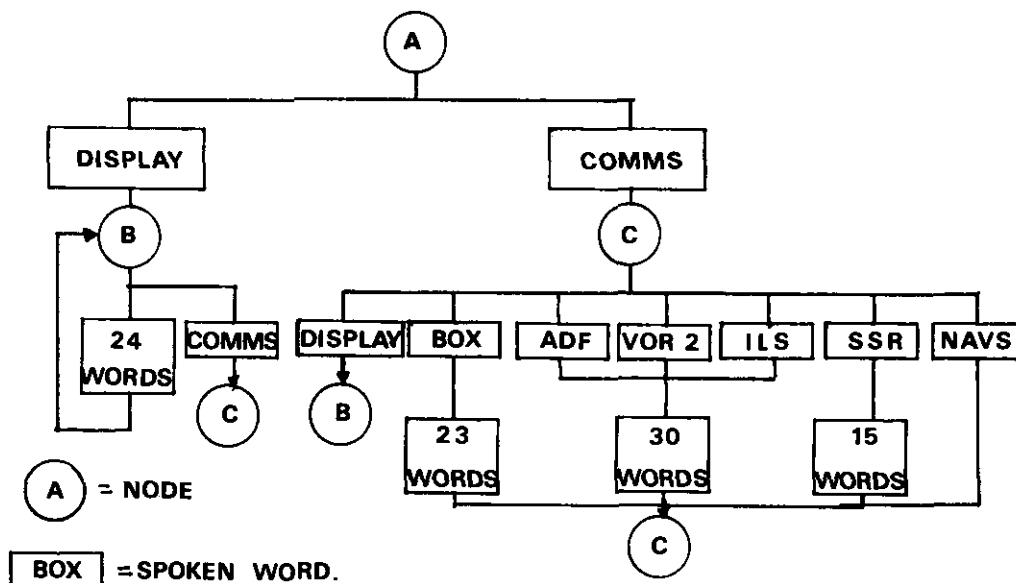 A
DISPLAY
COMMS
B
C
24
WORDS
COMMS
DISPLAY
BOX
ADF
VOR 2
ILS
SSR
NAVS
C
B
23
WORDS
30
WORDS
15
WORDS
A = NODE
C
BOX = SPOKEN WORD.